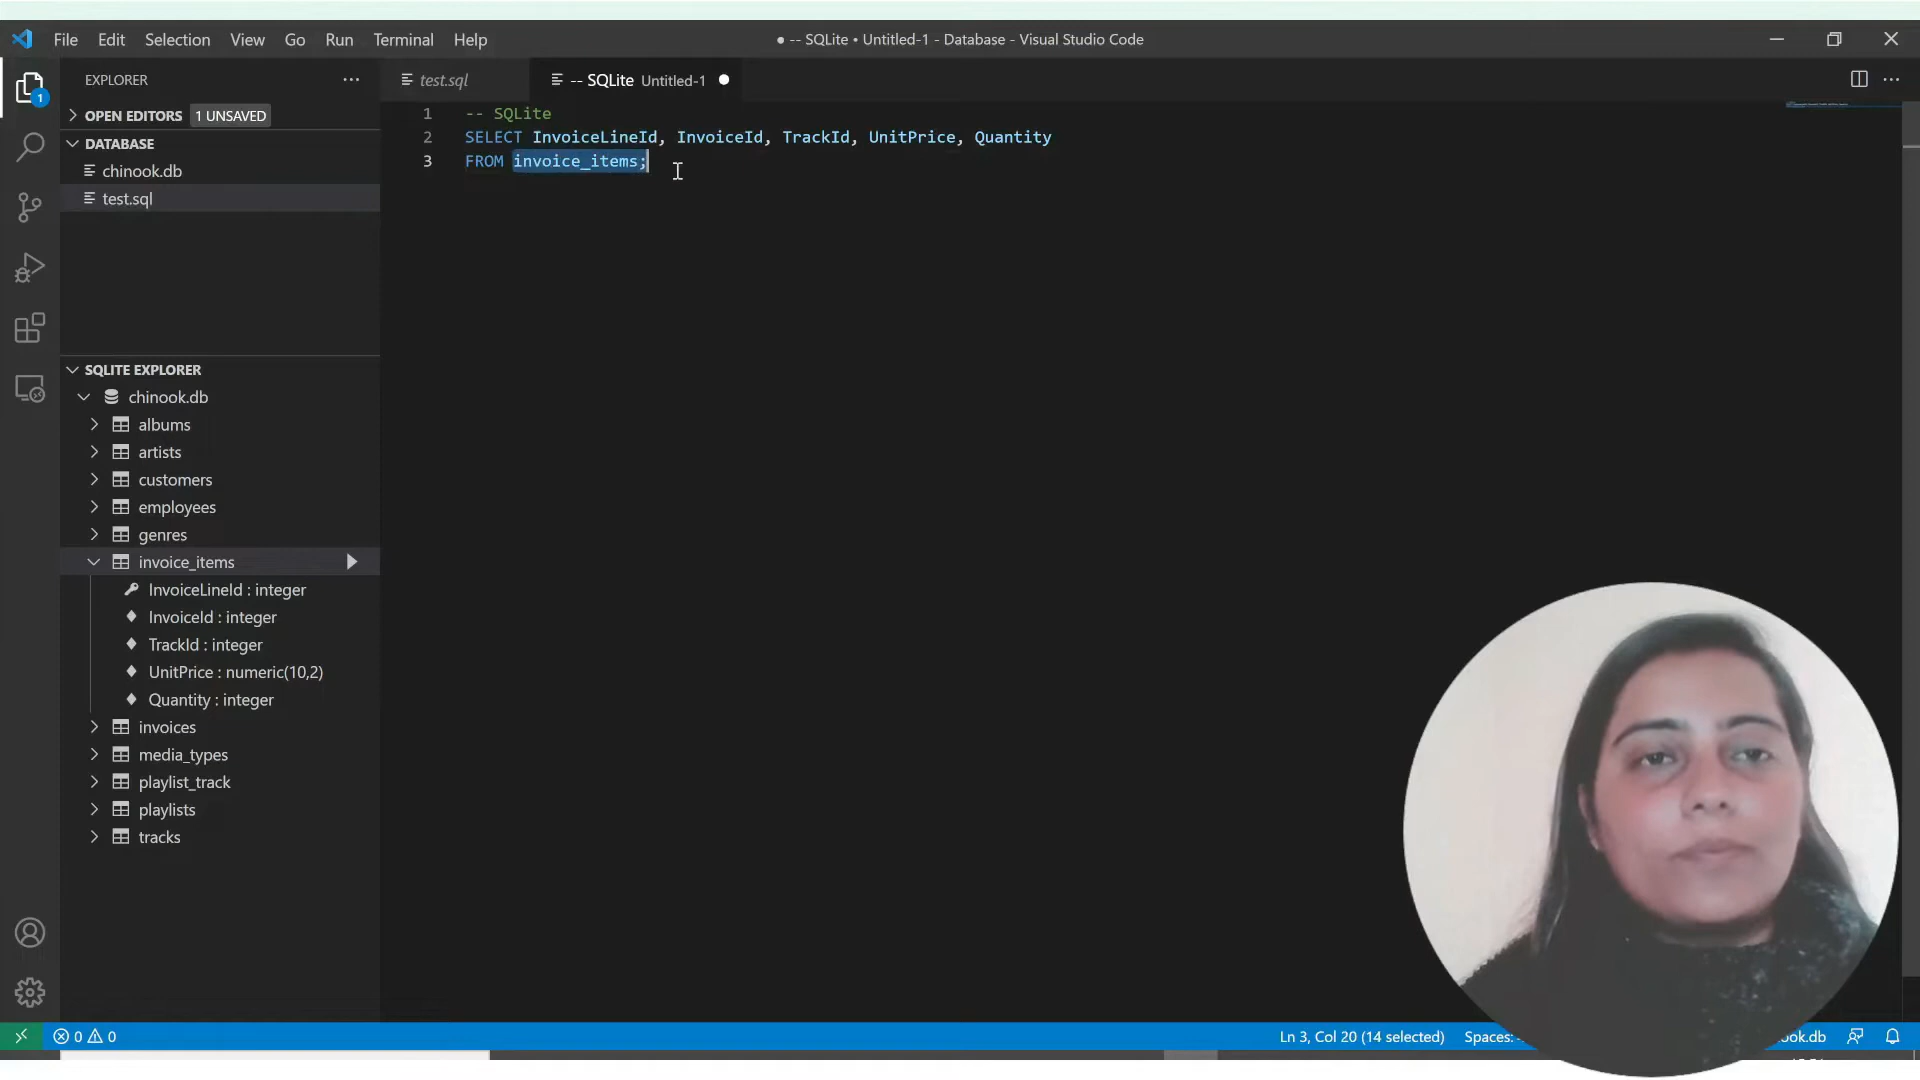 File Edit Selection View Go Run Terminal Help
● -- SQLite • Untitled-1 - Database - Visual Studio Code
EXPLORER
1
OPEN EDITORS 1 UNSAVED
DATABASE
chinook.db
test.sql
SQLITE EXPLORER
chinook.db
albums
artists
customers
employees
genres
invoice_items
InvoiceLineId : integer
InvoiceId : integer
TrackId : integer
UnitPrice : numeric(10,2)
Quantity : integer
invoices
media_types
playlist_track
playlists
tracks
test.sql
-- SQLite Untitled-1
1 -- SQLite
2 SELECT InvoiceLineId, InvoiceId, TrackId, UnitPrice, Quantity
3 FROM invoice_items;
0 0
Ln 3, Col 20 (14 selected) Spaces:
ook.db